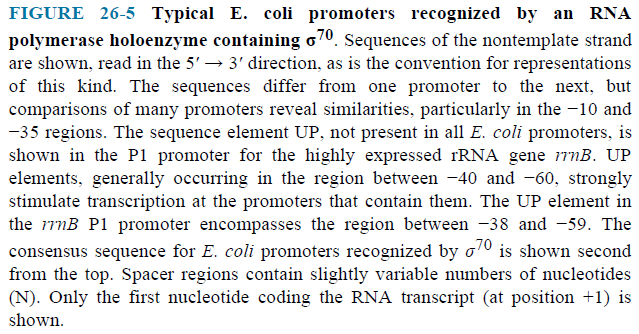 FIGURE 26-5 Typical E. coli promoters recognized by an RNA
polymerase holoenzyme containing σ⁷⁰. Sequences of the nontemplate strand
are shown, read in the 5′ → 3′ direction, as is the convention for representations
of this kind. The sequences differ from one promoter to the next, but
comparisons of many promoters reveal similarities, particularly in the −10 and
−35 regions. The sequence element UP, not present in all E. coli promoters, is
shown in the P1 promoter for the highly expressed rRNA gene rrnB. UP
elements, generally occurring in the region between −40 and −60, strongly
stimulate transcription at the promoters that contain them. The UP element in
the rrnB P1 promoter encompasses the region between −38 and −59. The
consensus sequence for E. coli promoters recognized by σ⁷⁰ is shown second
from the top. Spacer regions contain slightly variable numbers of nucleotides
(N). Only the first nucleotide coding the RNA transcript (at position +1) is
shown.